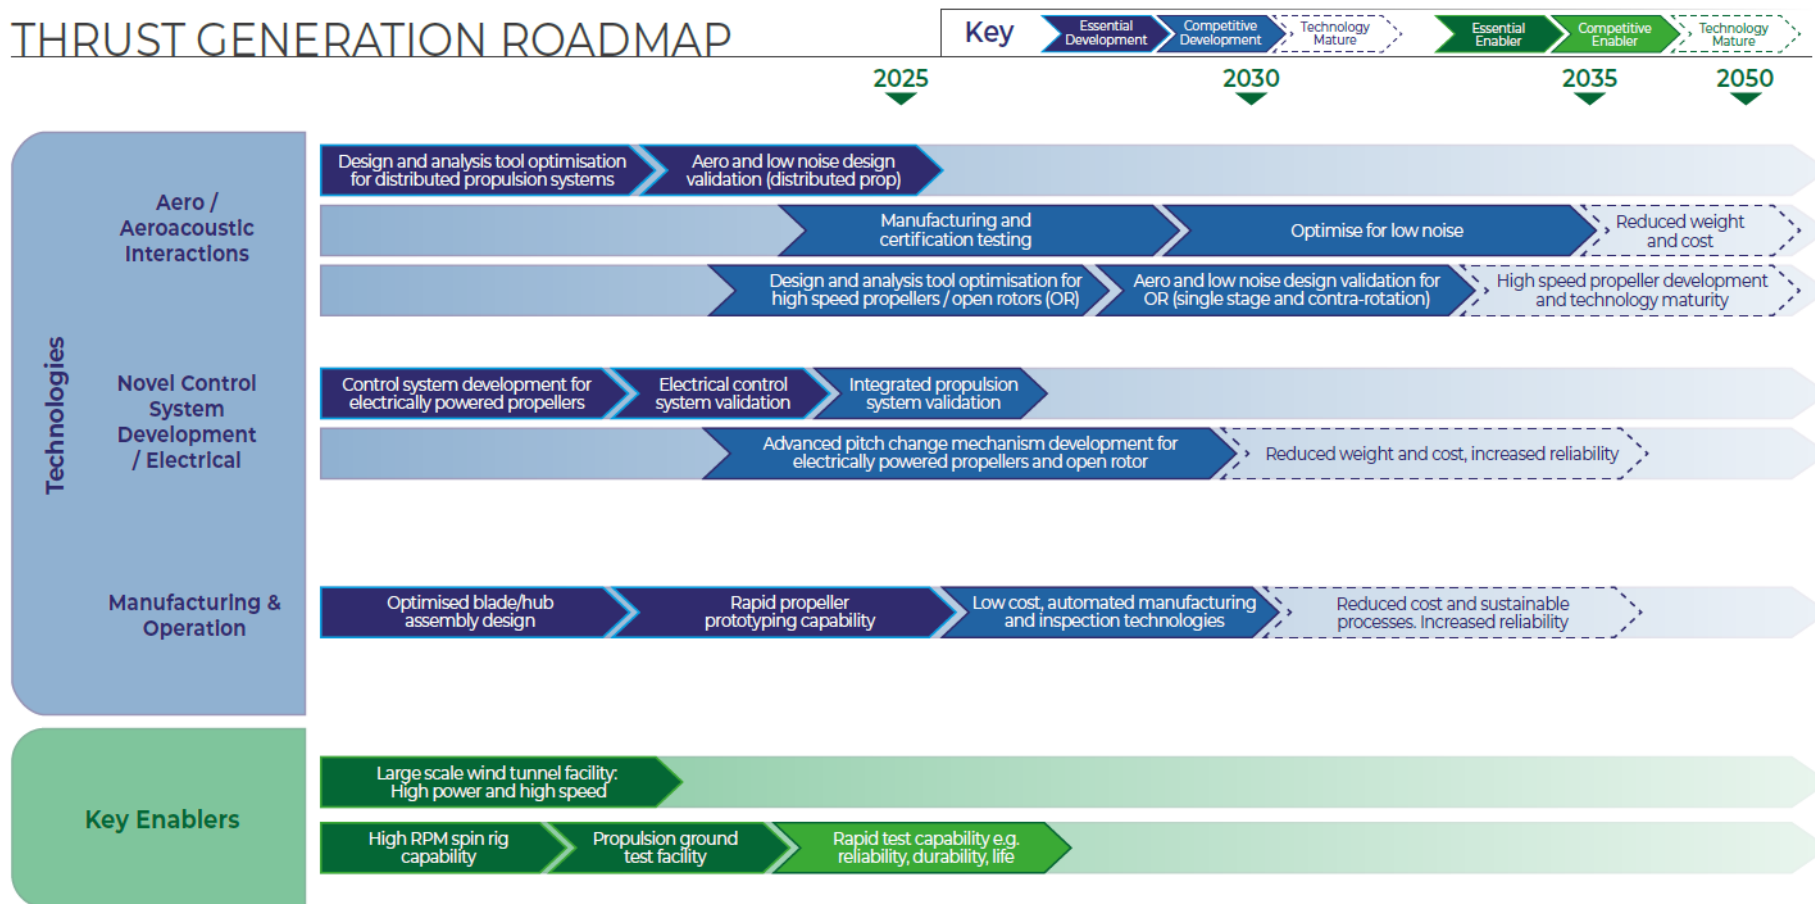 THRUST GENERATION ROADMAP
Key
Essential
Development
Competitive
Development
Technology
Mature
Essential
Enabler
Competitive
Enabler
Technology
Mature
2025
2030
2035
2050
Technologies
Aero /
Aeroacoustic
Interactions
Design and analysis tool optimisation
for distributed propulsion systems
Aero and low noise design
validation (distributed prop)
Manufacturing and
certification testing
Optimise for low noise
Reduced weight
and cost
Design and analysis tool optimisation for
high speed propellers / open rotors (OR)
Aero and low noise design validation for
OR (single stage and contra-rotation)
High speed propeller development
and technology maturity
Novel Control
System
Development
/ Electrical
Control system development for
electrically powered propellers
Electrical control
system validation
Integrated propulsion
system validation
Advanced pitch change mechanism development for
electrically powered propellers and open rotor
Reduced weight and cost, increased reliability
Manufacturing &
Operation
Optimised blade/hub
assembly design
Rapid propeller
prototyping capability
Low cost, automated manufacturing
and inspection technologies
Reduced cost and sustainable
processes. Increased reliability
Key Enablers
Large scale wind tunnel facility:
High power and high speed
High RPM spin rig
capability
Propulsion ground
test facility
Rapid test capability e.g.
reliability, durability, life